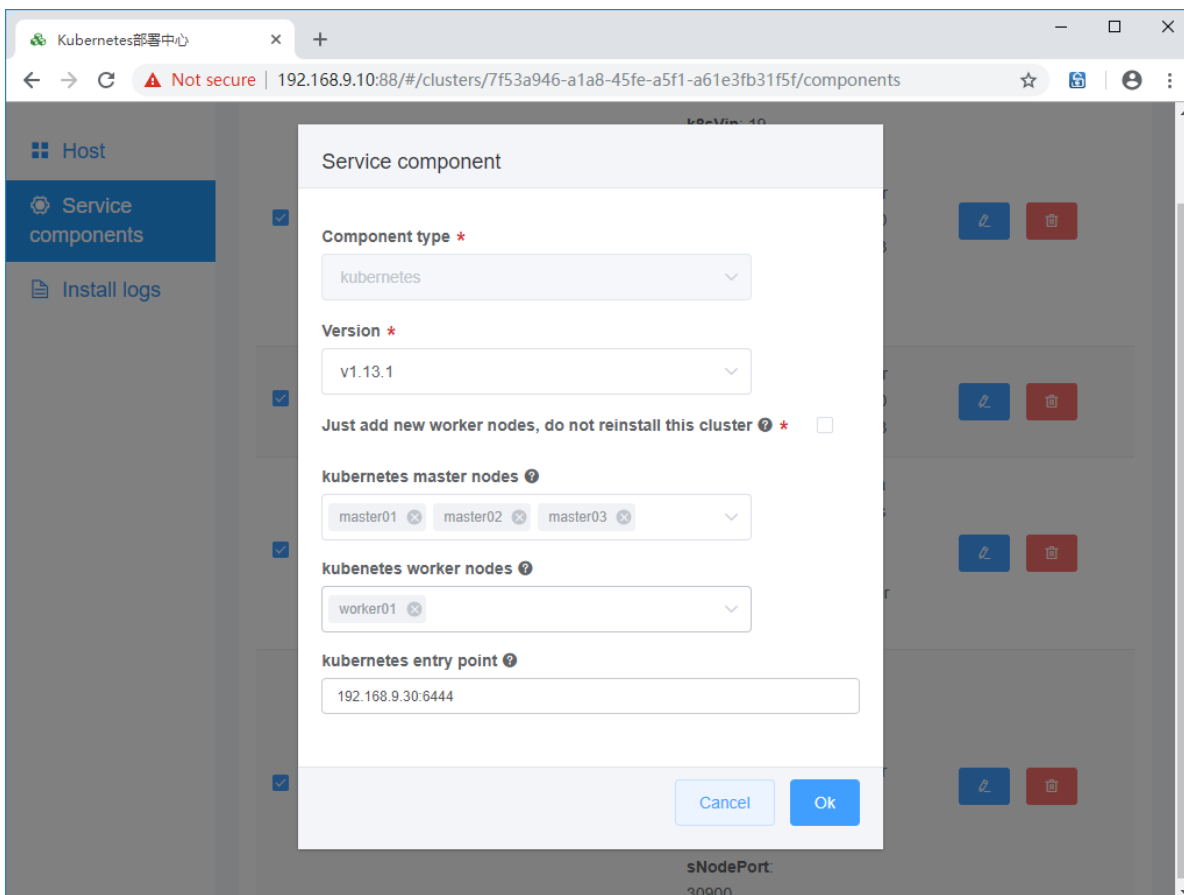 Kubernetes部署中心
Not secure | 192.168.9.10:88/#/clusters/7f53a946-a1a8-45fe-a5f1-a61e3fb31f5f/components
Host
Service
components
Install logs
Service component
Component type *
kubernetes
Version *
v1.13.1
Just add new worker nodes, do not reinstall this cluster ? *
kubernetes master nodes ?
master01 master02 master03
kubenetes worker nodes ?
worker01
kubernetes entry point ?
192.168.9.30:6444
Cancel Ok
sNodePort:
30900